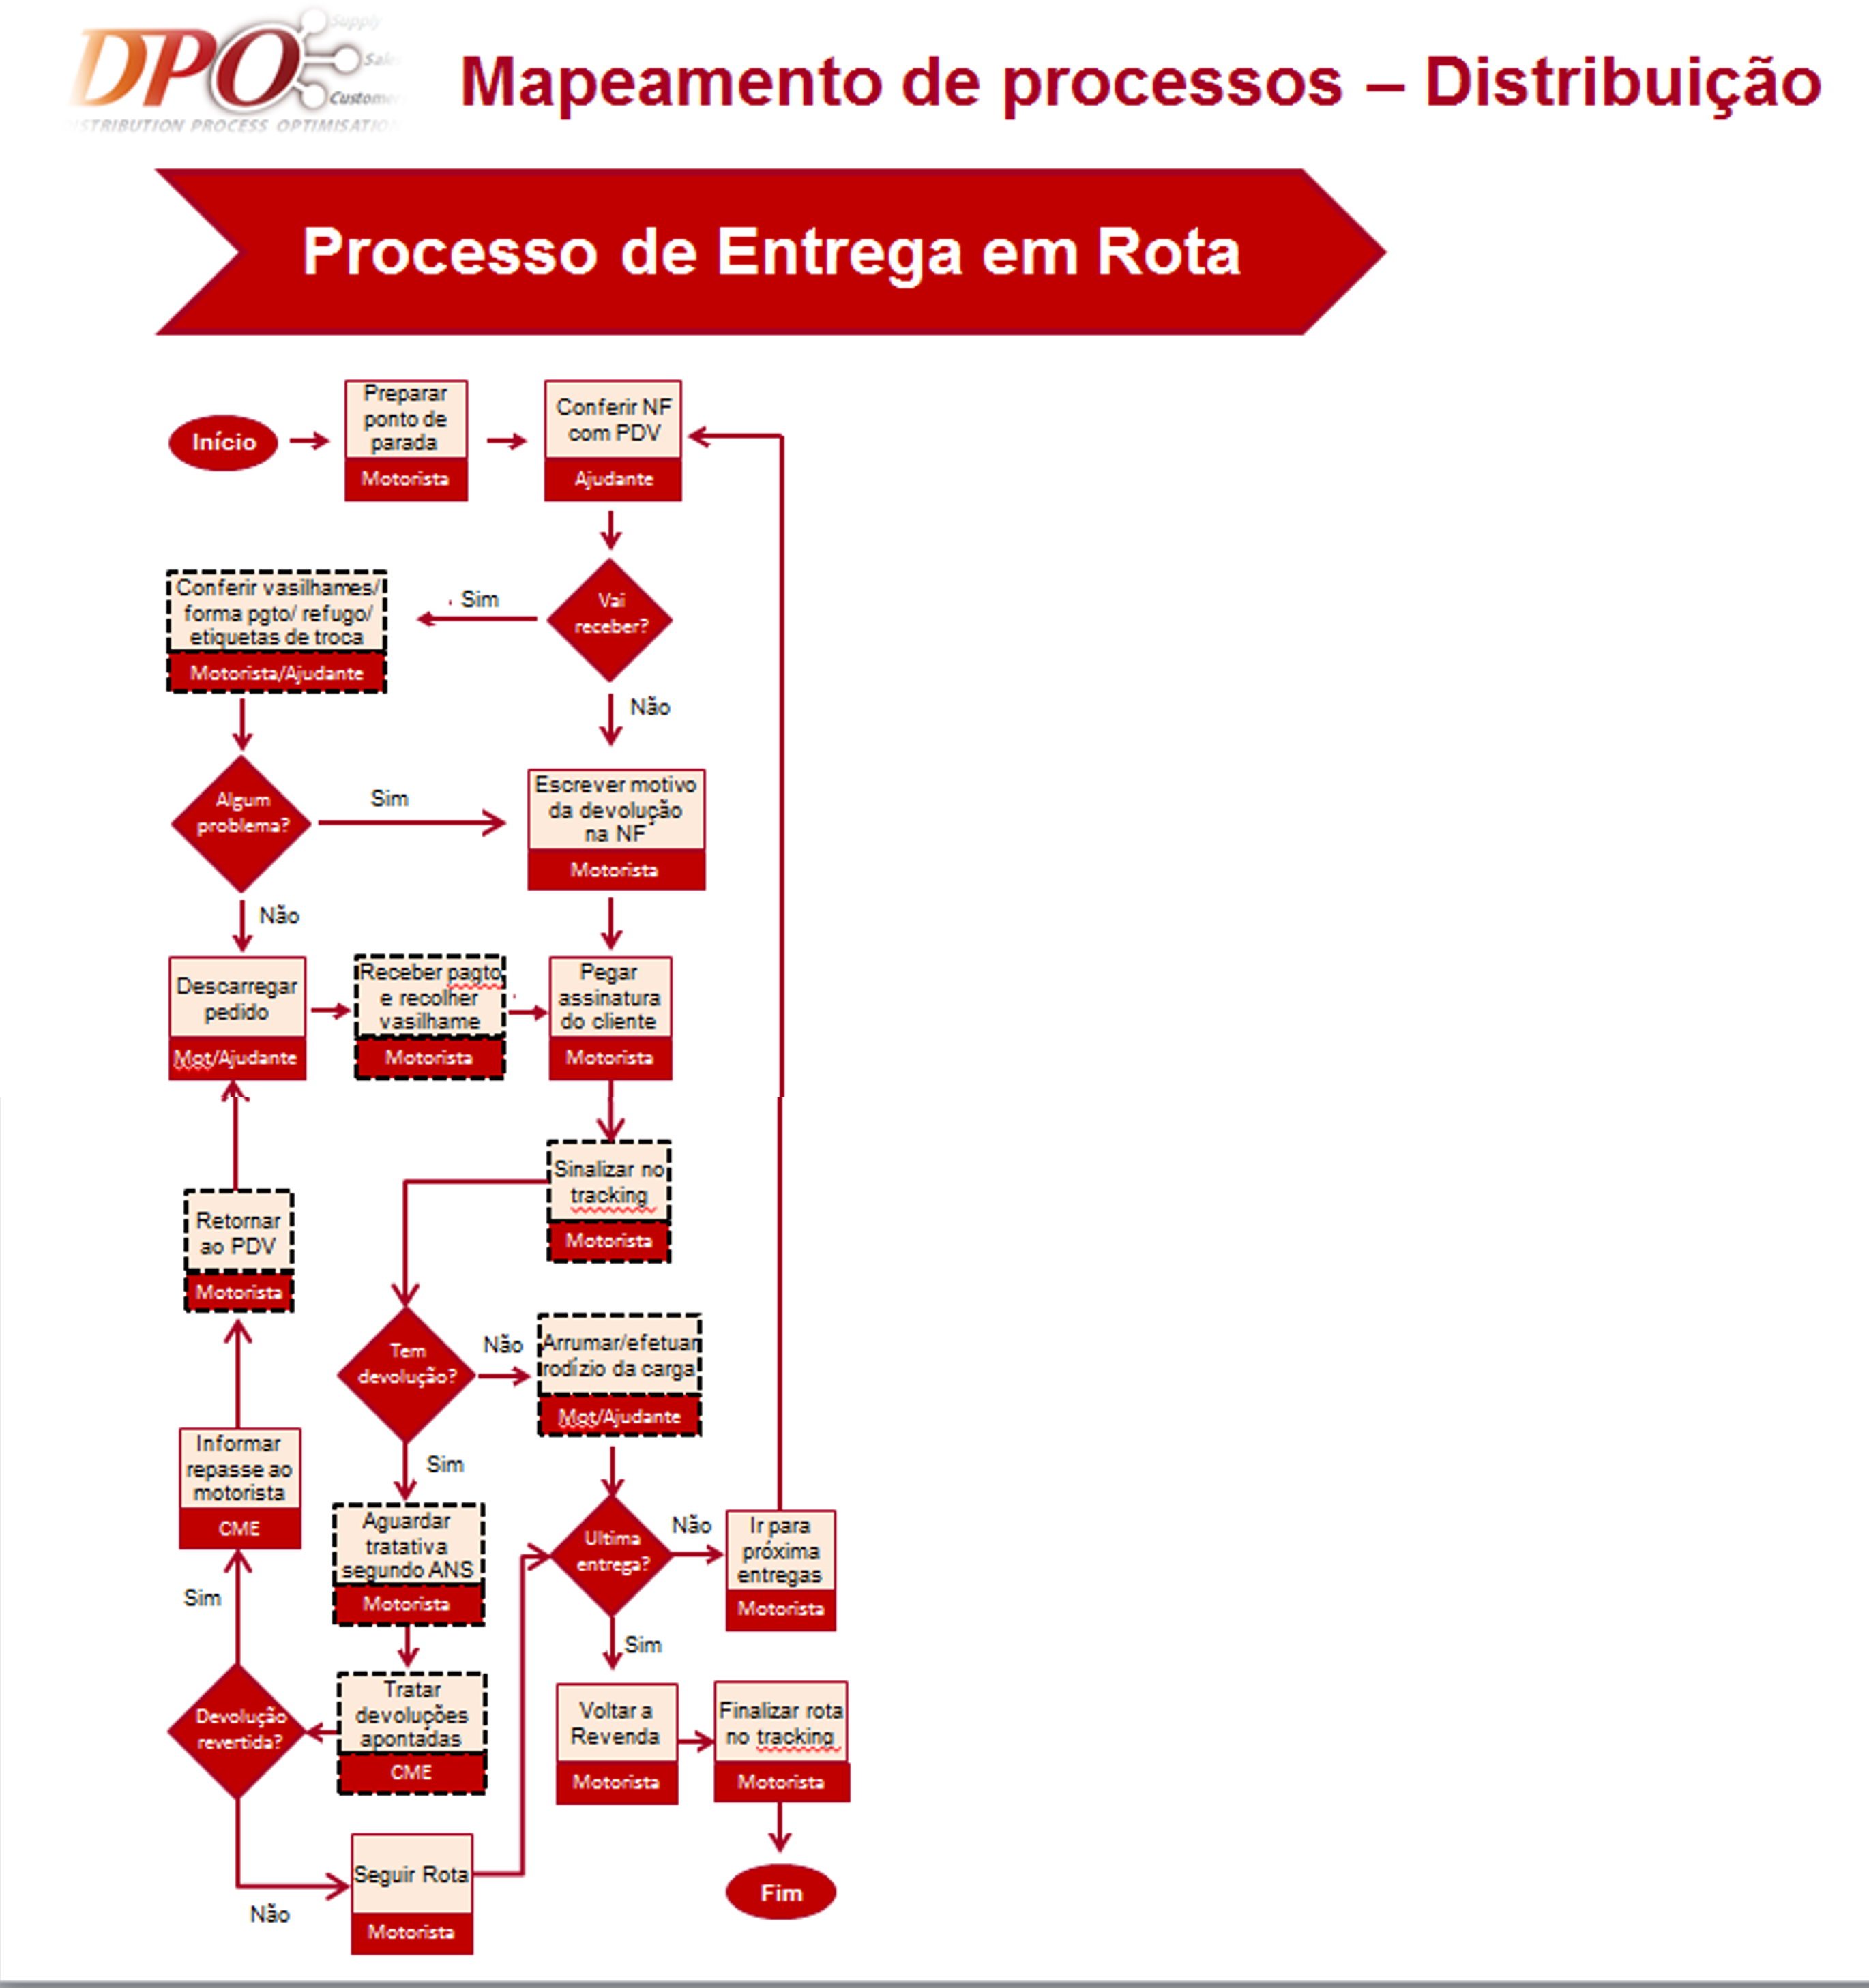 DPO
Supply
Sales
Customer
DISTRIBUTION PROCESS OPTIMISATION
Mapeamento de processos – Distribuição
Processo de Entrega em Rota
Início
Preparar
ponto de
parada
Motorista
Conferir NF
com PDV
Ajudante
Vai
receber?
Sim
Não
Conferir vasilhames/
forma pgto/ refugo/
etiquetas de troca
Motorista/Ajudante
Algum
problema?
Sim
Não
Escrever motivo
da devolução
na NF
Motorista
Descarregar
pedido
Mot/Ajudante
Receber pagto
e recolher
vasilhame
Motorista
Pegar
assinatura
do cliente
Motorista
Sinalizar no
tracking
Motorista
Retornar
ao PDV
Motorista
Tem
devolução?
Não
Sim
Arrumar/efetuar
rodízio da carga
Mot/Ajudante
Informar
repasse ao
motorista
CME
Sim
Aguardar
tratativa
segundo ANS
Motorista
Ultima
entrega?
Não
Sim
Ir para
próxima
entregas
Motorista
Devolução
revertida?
Tratar
devoluções
apontadas
CME
Voltar a
Revenda
Motorista
Finalizar rota
no tracking
Motorista
Não
Seguir Rota
Motorista
Fim